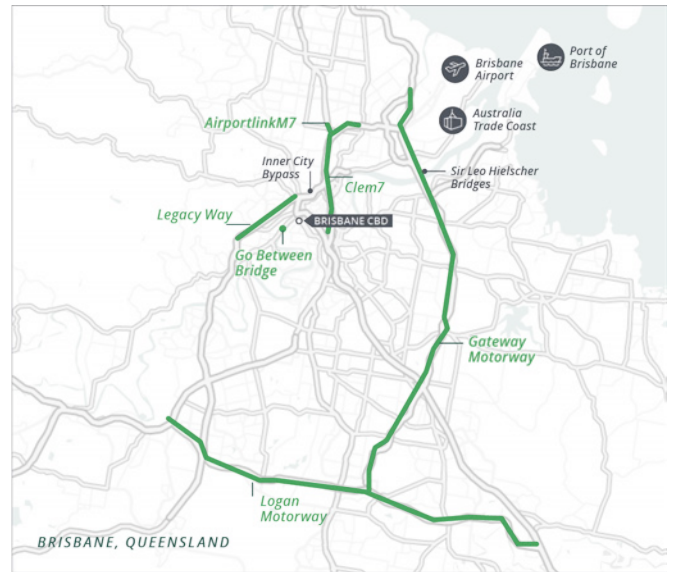 Brisbane
Airport
Port of
Brisbane
Australia
Trade Coast
AirportlinkM7
Inner City
Bypass
Clem7
Sir Leo Hielscher
Bridges
Legacy Way
BRISBANE CBD
Go Between
Bridge
Gateway
Motorway
Logan
Motorway
BRISBANE, QUEENSLAND